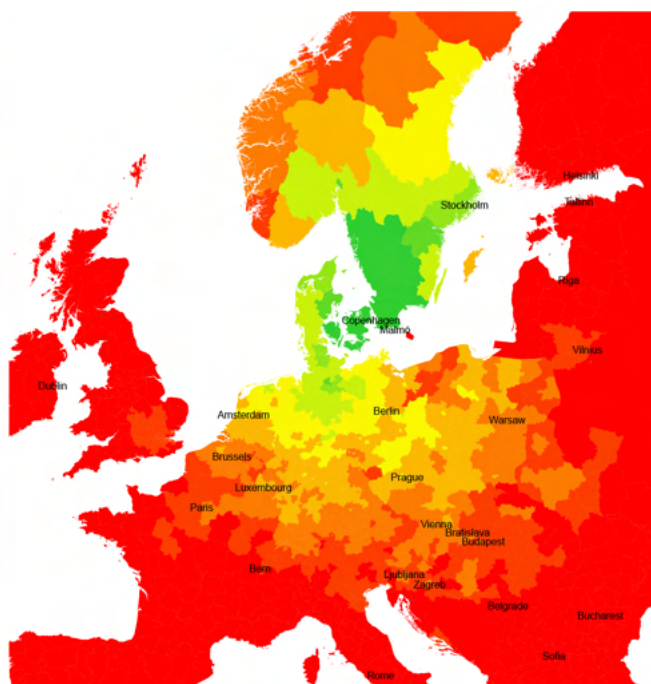 Helsinki
Tallinn
Stockholm
Riga
Copenhagen
Malmö
Vilnius
Dublin
Amsterdam
Berlin
Warsaw
Brussels
Prague
Luxembourg
Paris
Vienna
Bratislava
Budapest
Bern
Ljubljana
Zagreb
Belgrade
Bucharest
Sofia
Rome